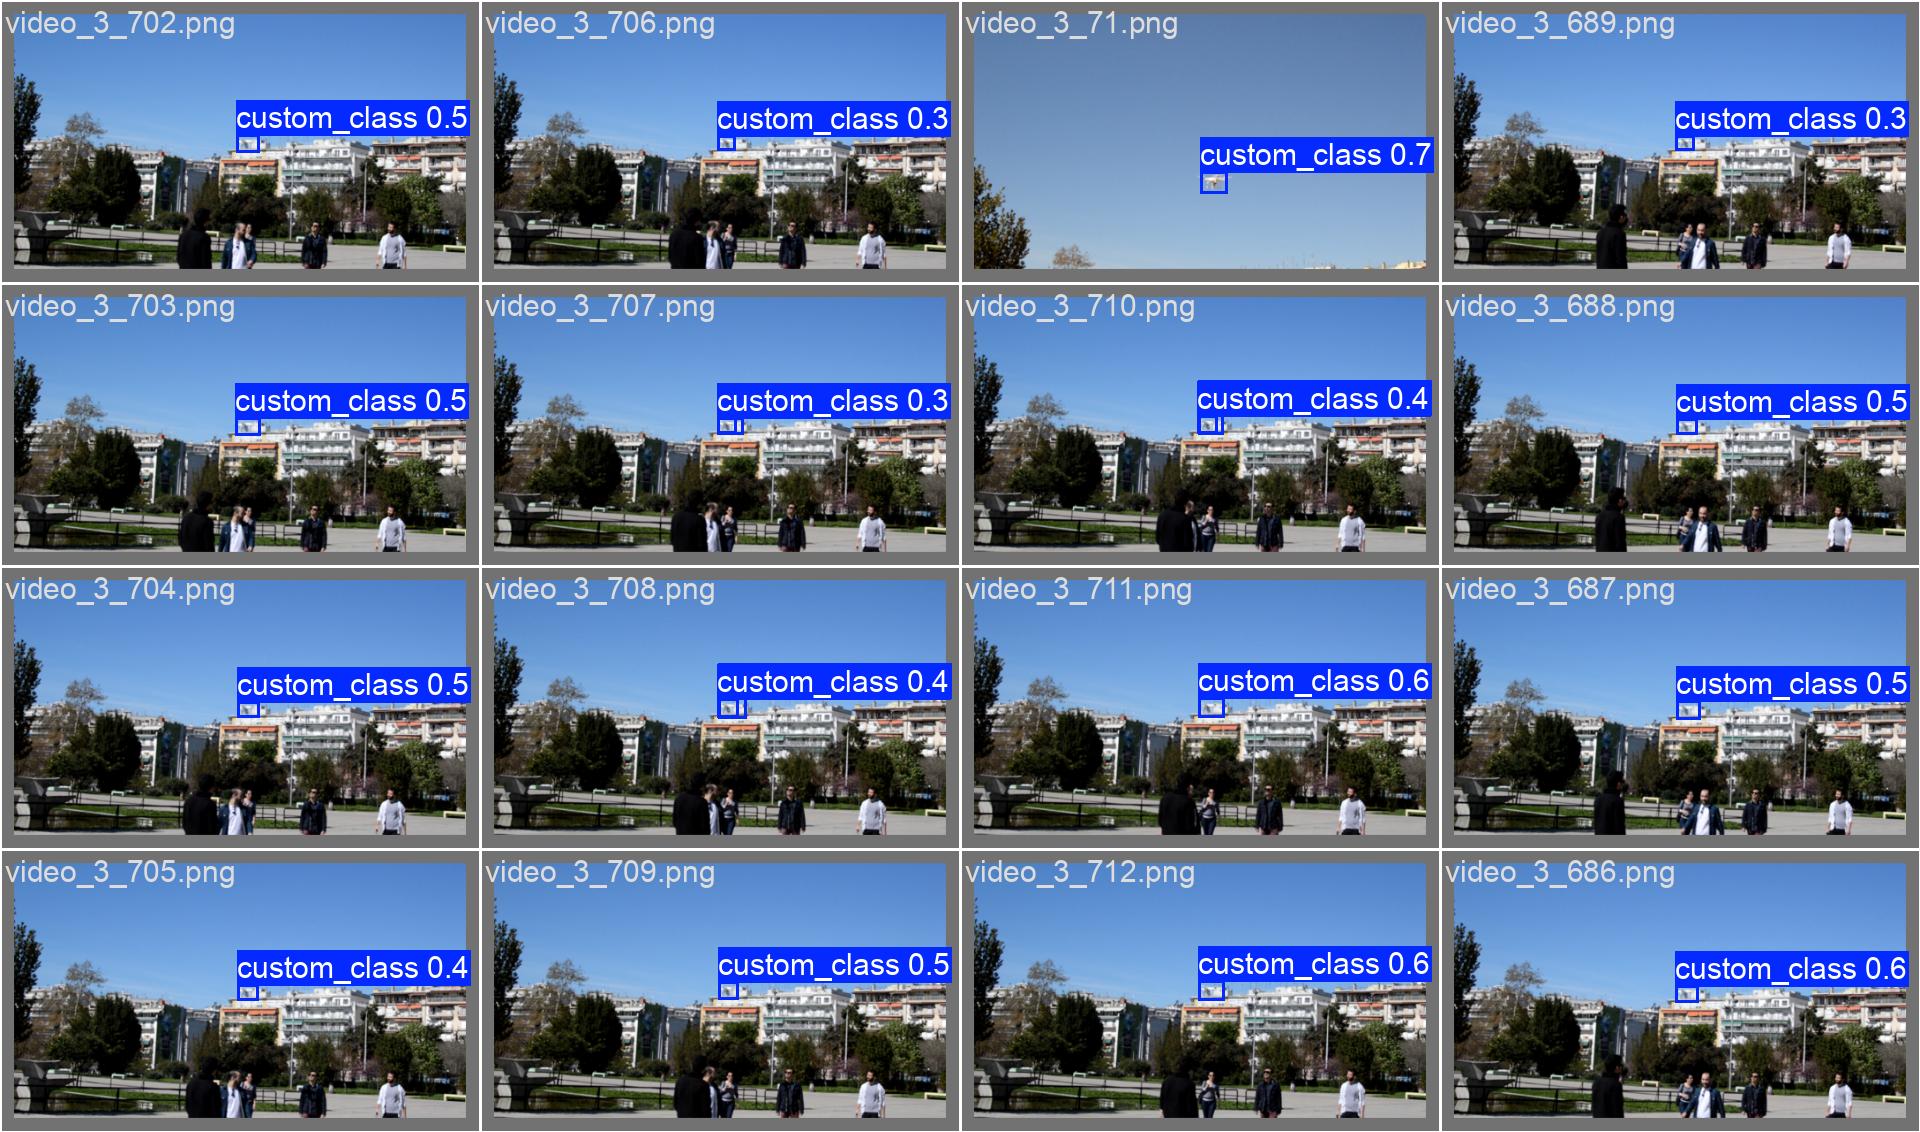 video_3_702.png
custom_class 0.5
video_3_706.png
custom_class 0.3
video_3_71.png
custom_class 0.7
video_3_689.png
custom_class 0.3
video_3_703.png
custom_class 0.5
video_3_707.png
custom_class 0.3
video_3_710.png
custom_class 0.4
video_3_688.png
custom_class 0.5
video_3_704.png
custom_class 0.5
video_3_708.png
custom_class 0.4
video_3_711.png
custom_class 0.6
video_3_687.png
custom_class 0.5
video_3_705.png
custom_class 0.4
video_3_709.png
custom_class 0.5
video_3_712.png
custom_class 0.6
video_3_686.png
custom_class 0.6